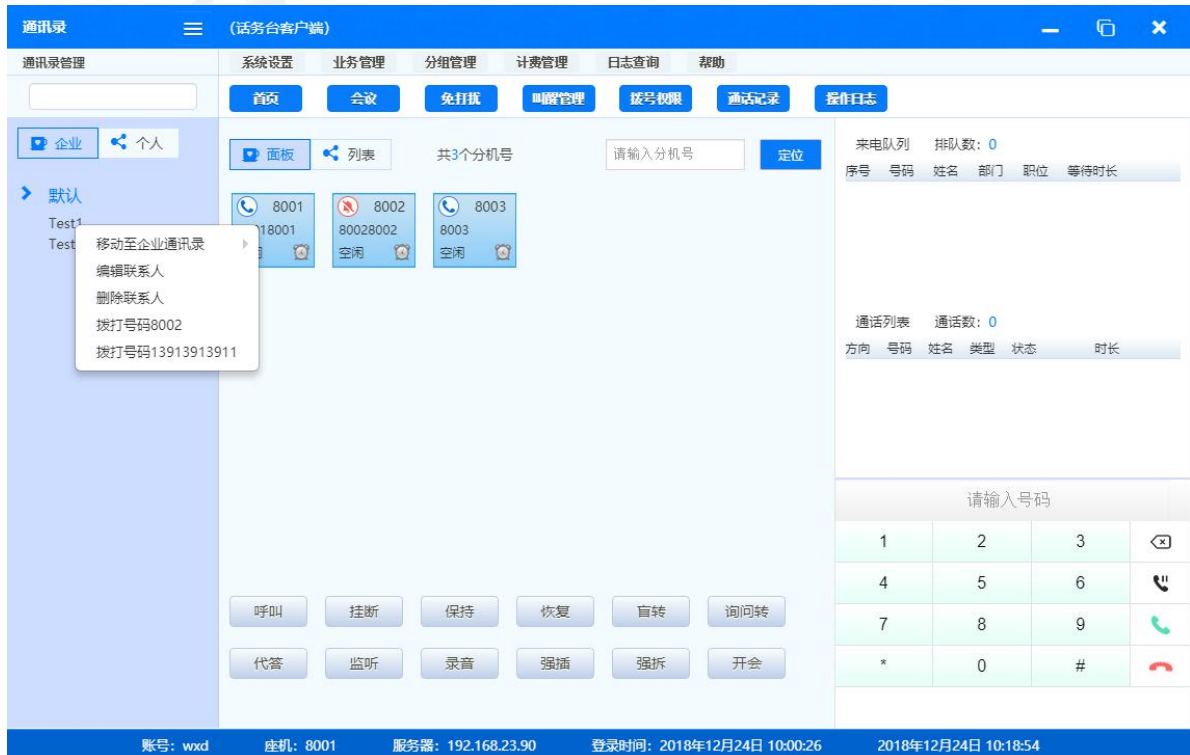 通讯录 (话务台客户端)
通讯录管理 系统设置 业务管理 分组管理 计费管理 日志查询 帮助
首页 会议 免打扰 叫醒管理 拨号权限 通话记录 操作日志
企业 个人
面板 列表 共3个分机号 请输入分机号 定位
来电队列 排队数：0
序号 号码 姓名 部门 职位 等待时长
默认
Test1
Test
移动至企业通讯录
编辑联系人
删除联系人
拨打号码8002
拨打号码13913913911
8001
18001
8002
80028002
空闲
8003
8003
空闲
通话列表 通话数：0
方向 号码 姓名 类型 状态 时长
请输入号码
1 2 3
4 5 6
7 8 9
* 0 #
呼叫 挂断 保持 恢复 盲转 询问转
代答 监听 录音 强插 强拆 开会
账号：wxd 座机：8001 服务器：192.168.23.90 登录时间：2018年12月24日 10:00:26 2018年12月24日 10:18:54